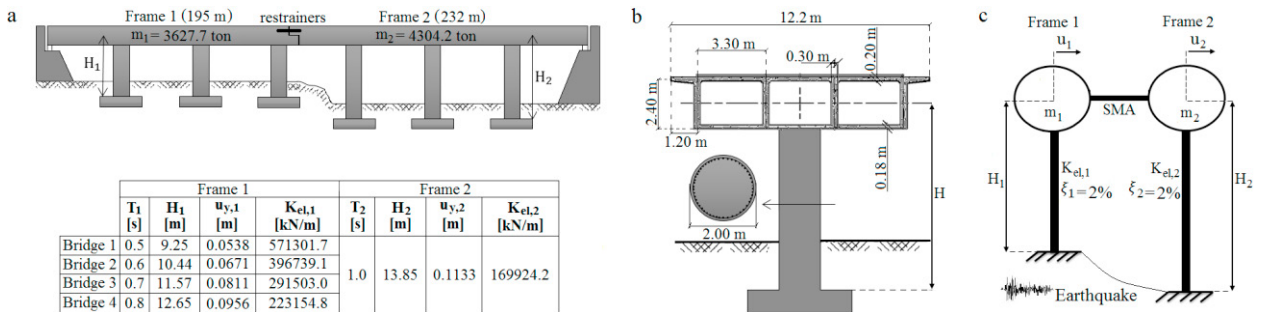 a
Frame 1 (195 m)
restrainers
Frame 2 (232 m)
m1 = 3627.7 ton
m2 = 4304.2 ton
H1
H2
Frame 1
Frame 2
T1 [s]
H1 [m]
uy,1 [m]
Kel,1 [kN/m]
T2 [s]
H2 [m]
uy,2 [m]
Kel,2 [kN/m]
Bridge 1 0.5 9.25 0.0538 571301.7
Bridge 2 0.6 10.44 0.0671 396739.1
Bridge 3 0.7 11.57 0.0811 291503.0
Bridge 4 0.8 12.65 0.0956 223154.8
1.0 13.85 0.1133 169924.2
b
12.2 m
3.30 m
0.30 m
0.20 m
2.40 m
1.20 m
0.18 m
H
2.00 m
c
Frame 1
Frame 2
u1
u2
m1
SMA
m2
H1
Kel,1
ξ1=2%
Kel,2
ξ2=2%
H2
Earthquake